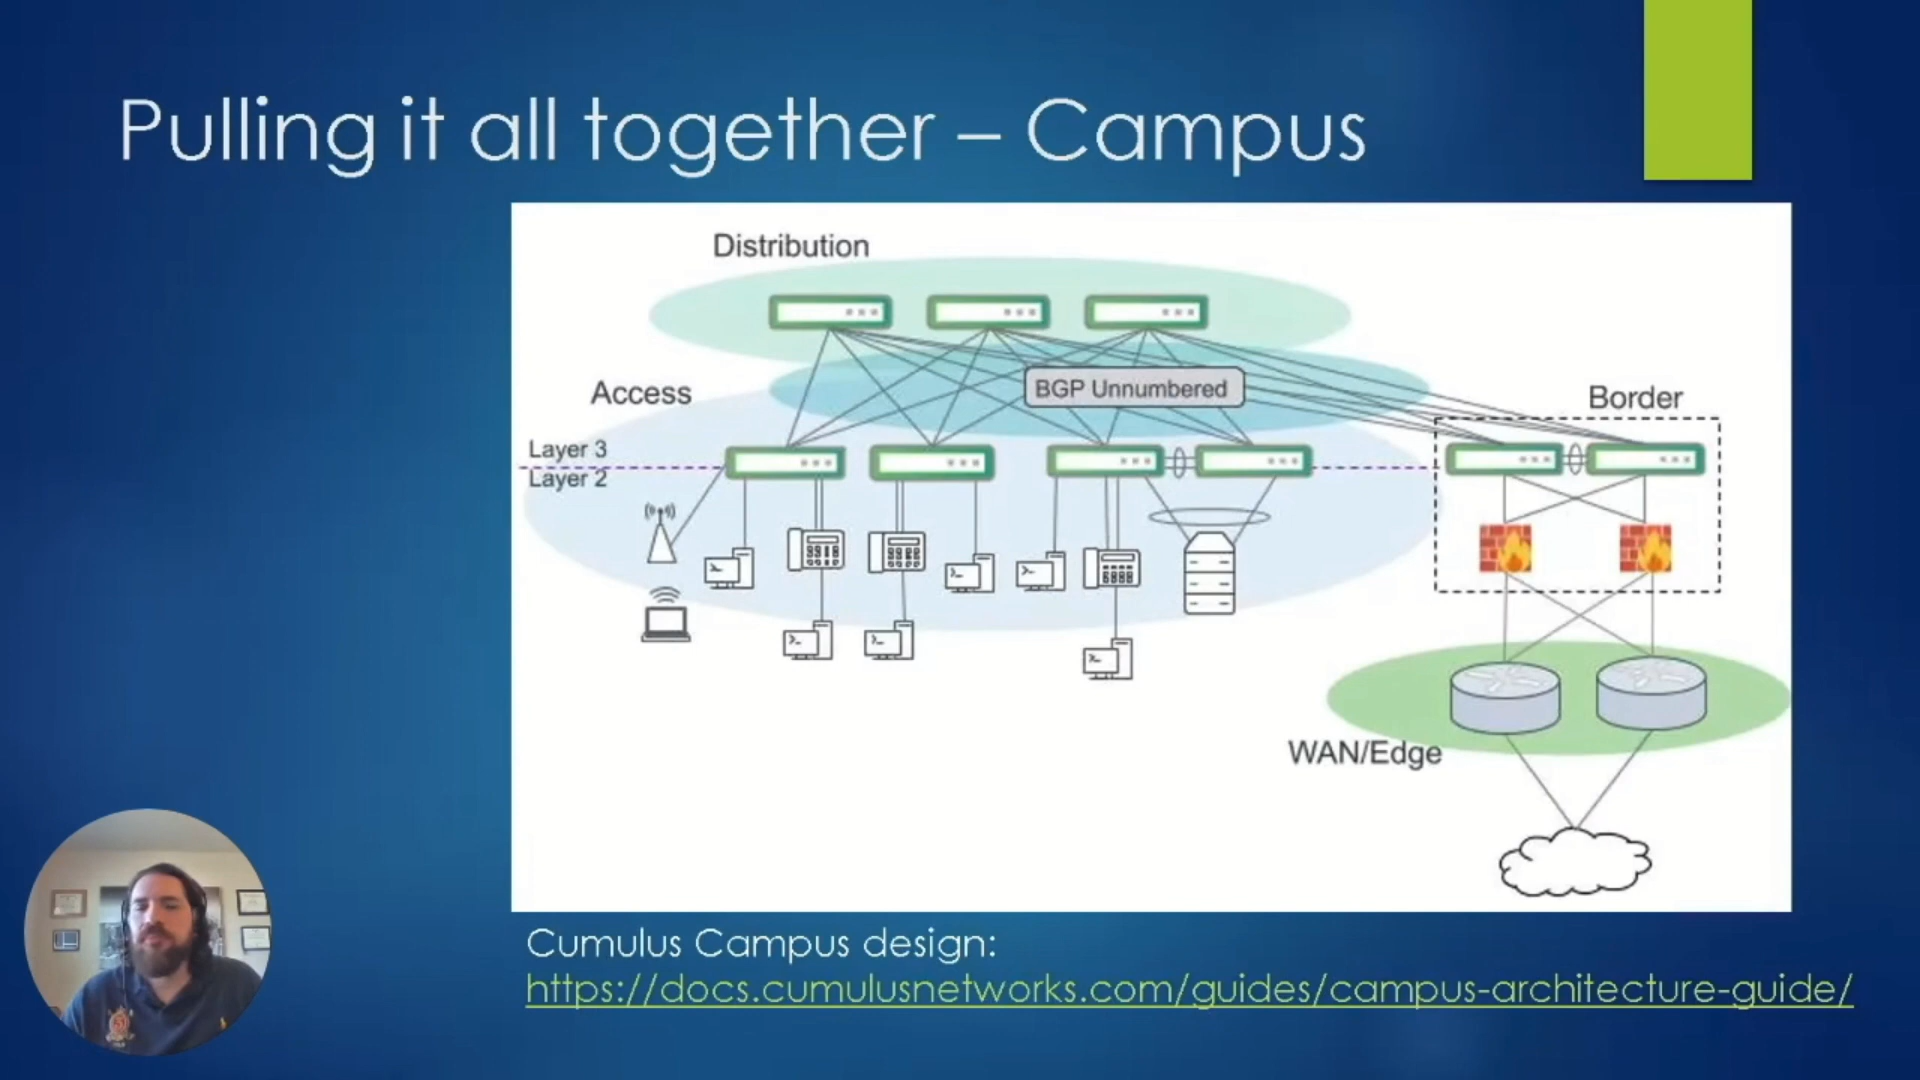 Pulling it all together – Campus
Distribution
BGP Unnumbered
Access
Border
Layer 3
Layer 2
WAN/Edge
Cumulus Campus design:
https://docs.cumulusnetworks.com/guides/campus-architecture-guide/